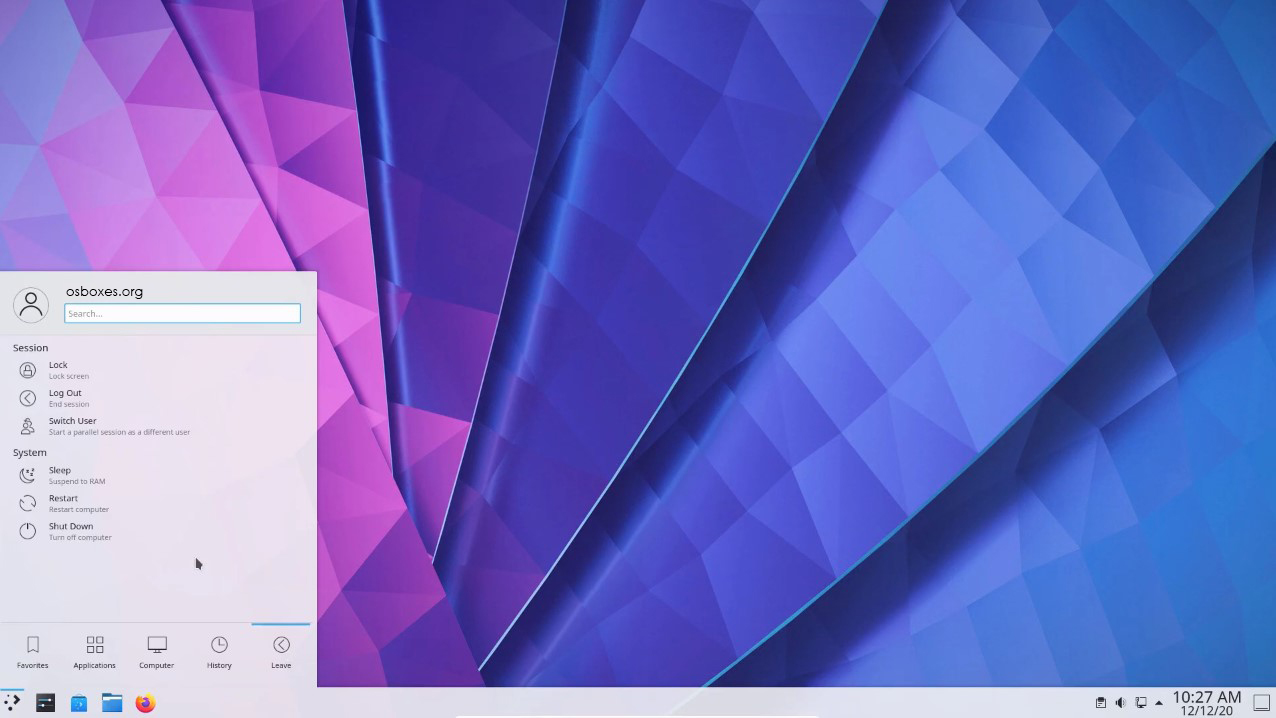 osboxes.org
Search...
Session
Lock
Lock screen
Log Out
End session
Switch User
Start a parallel session as a different user
System
Sleep
Suspend to RAM
Restart
Restart computer
Shut Down
Turn off computer
Favorites
Applications
Computer
History
Leave
10:27 AM
12/12/20